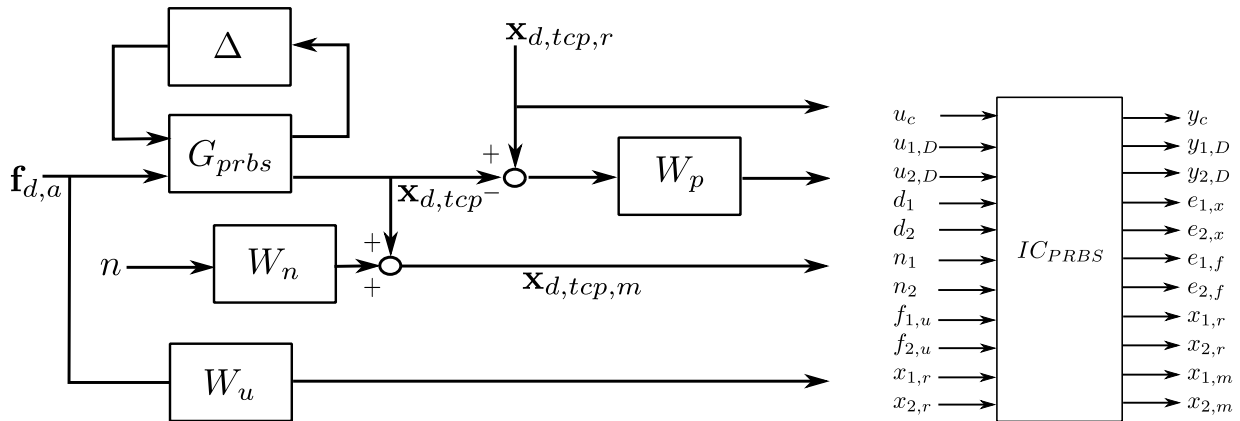 Δ
G_{prbs}
f_{d,a}
x_{d,tcp,r}
+
−
x_{d,tcp}
W_p
n
W_n
+
+
x_{d,tcp,m}
W_u
u_c
u_{1,D}
u_{2,D}
d_1
d_2
n_1
n_2
f_{1,u}
f_{2,u}
x_{1,r}
x_{2,r}
IC_{PRBS}
y_c
y_{1,D}
y_{2,D}
e_{1,x}
e_{2,x}
e_{1,f}
e_{2,f}
x_{1,r}
x_{2,r}
x_{1,m}
x_{2,m}